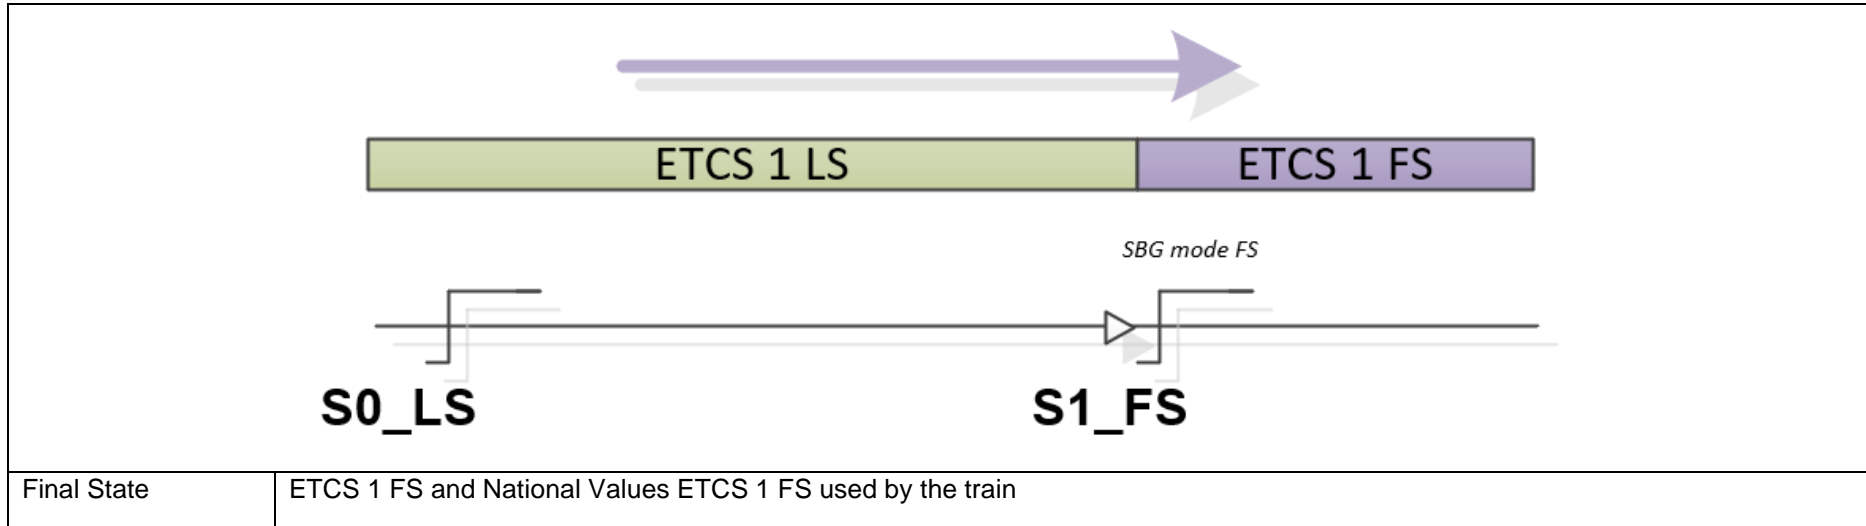 ETCS 1 LS
ETCS 1 FS
SBG mode FS
S0_LS
S1_FS
Final State
ETCS 1 FS and National Values ETCS 1 FS used by the train